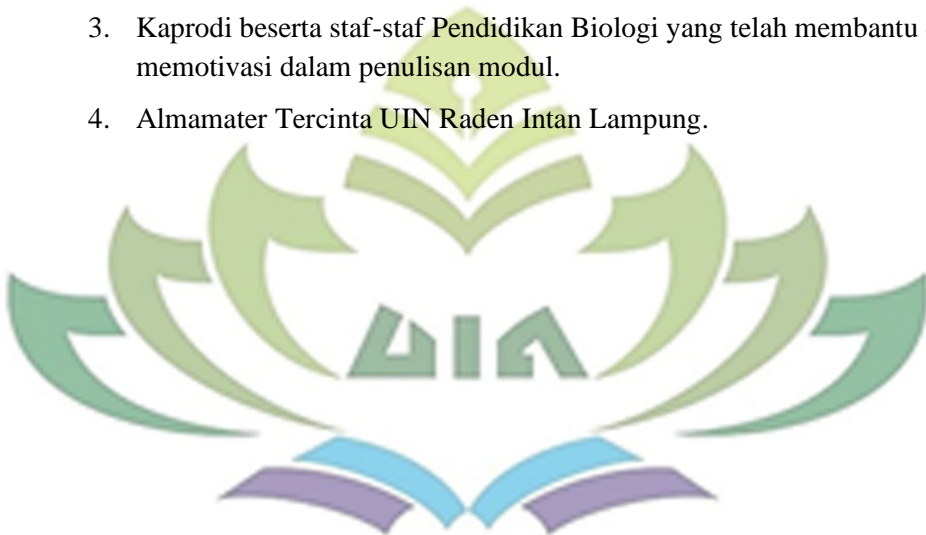 3. Kaprodi beserta staf-staf Pendidikan Biologi yang telah membantu
memotivasi dalam penulisan modul.
4. Almamater Tercinta UIN Raden Intan Lampung.
UIN